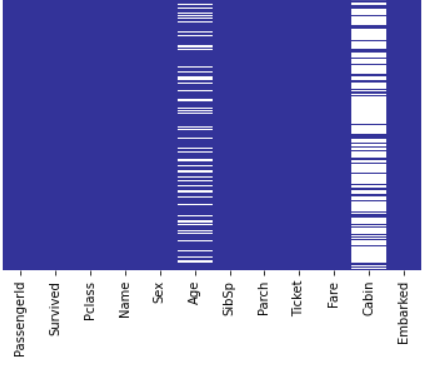 PassengerId
Survived
Pclass
Name
Sex
Age
SibSp
Parch
Ticket
Fare
Cabin
Embarked